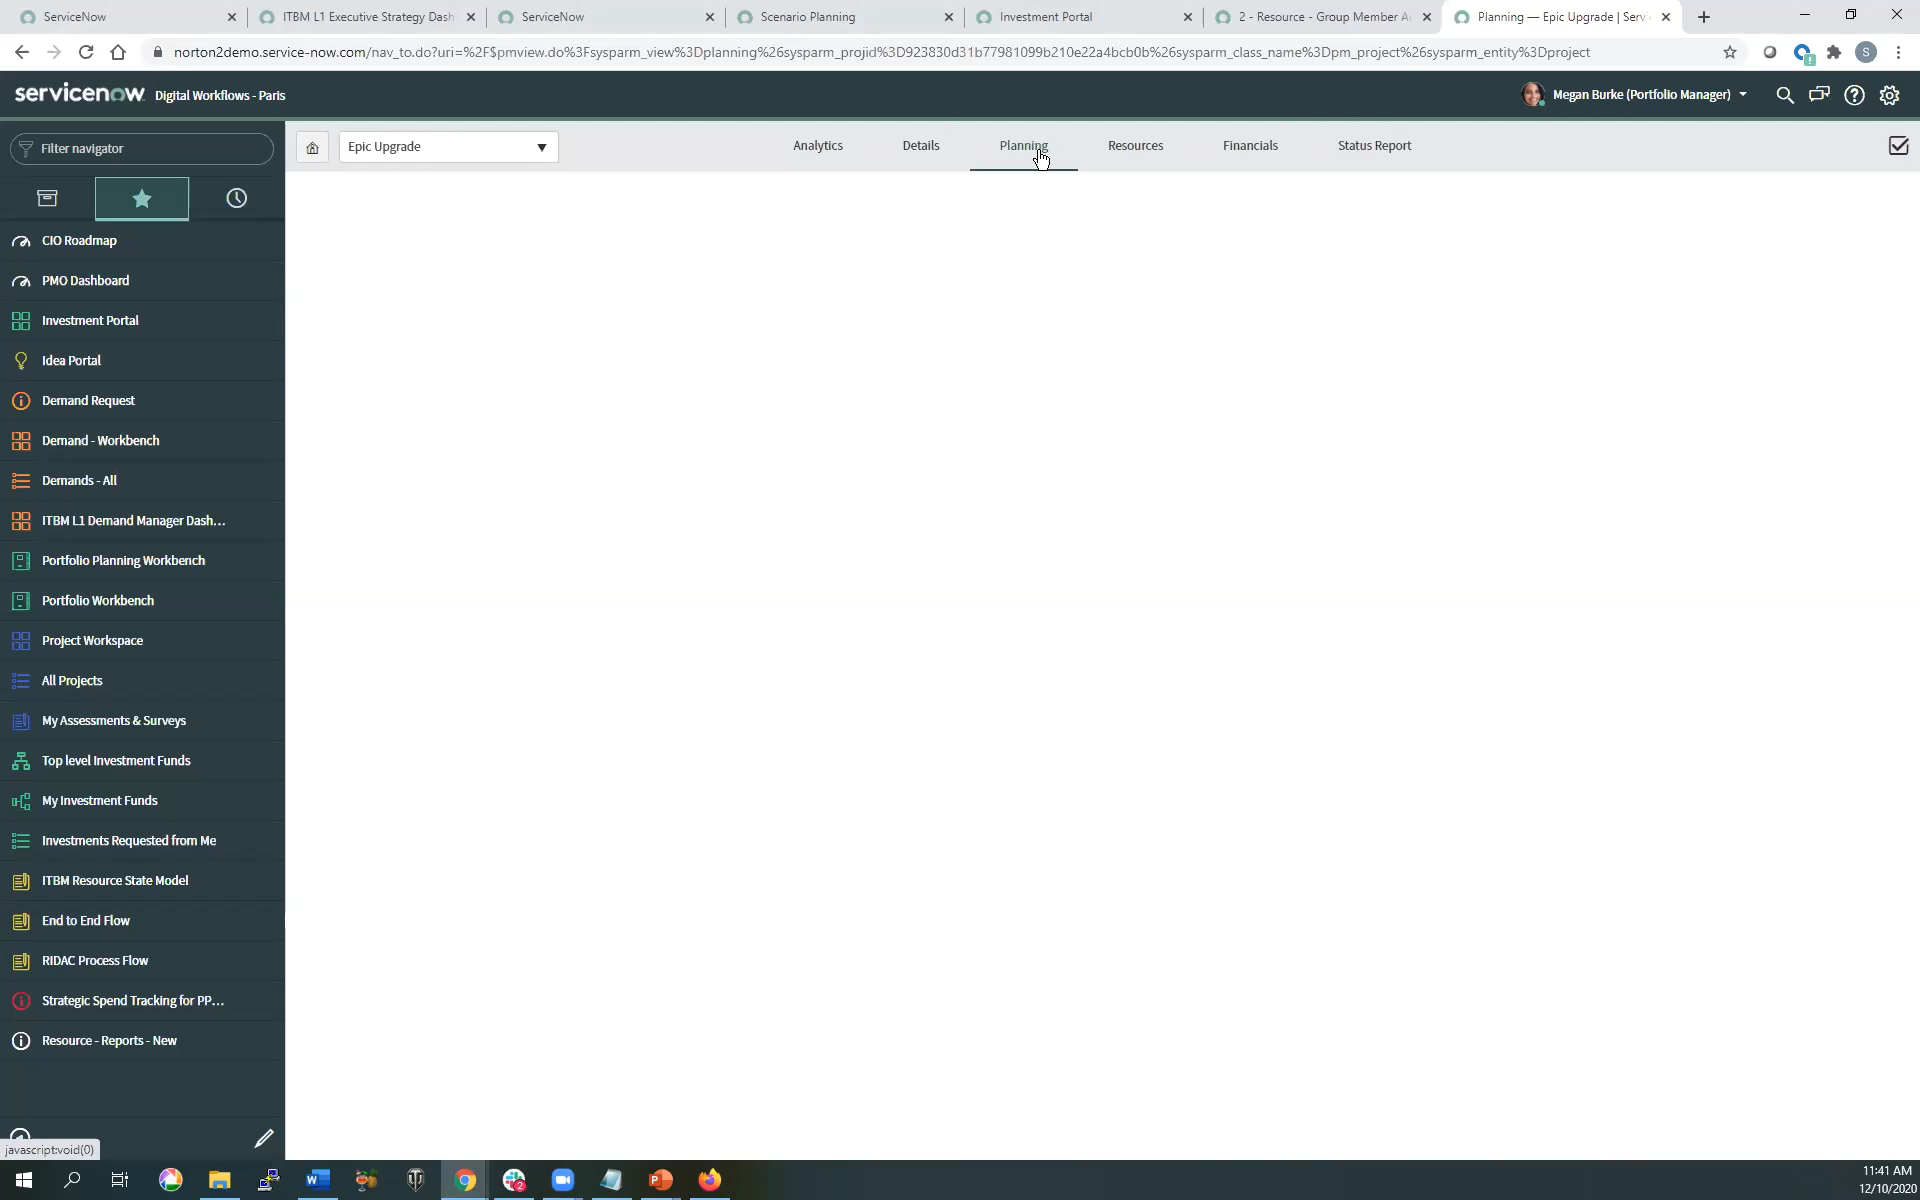 ServiceNow
ITBM L1 Executive Strategy Dash
ServiceNow
Scenario Planning
Investment Portal
2 - Resource - Group Member A
Planning — Epic Upgrade | Serv
norton2demo.service-now.com/nav_to.do?uri=%2F$pmview.do%3Fsysparm_view%3Dplanning%26sysparm_projid%3D923830d31b77981099b210e22a4bcb0b%26sysparm_class_name%3Dpm_project%26sysparm_entity%3Dproject
S
servicenow Digital Workflows - Paris
Megan Burke (Portfolio Manager)
Filter navigator
Epic Upgrade
Analytics
Details
Planning
Resources
Financials
Status Report
CIO Roadmap
PMO Dashboard
Investment Portal
Idea Portal
Demand Request
Demand - Workbench
Demands - All
ITBM L1 Demand Manager Dash...
Portfolio Planning Workbench
Portfolio Workbench
Project Workspace
All Projects
My Assessments & Surveys
Top level Investment Funds
My Investment Funds
Investments Requested from Me
ITBM Resource State Model
End to End Flow
RIDAC Process Flow
Strategic Spend Tracking for PP...
Resource - Reports - New
javascript:void(0)
2
11:41 AM
12/10/2020